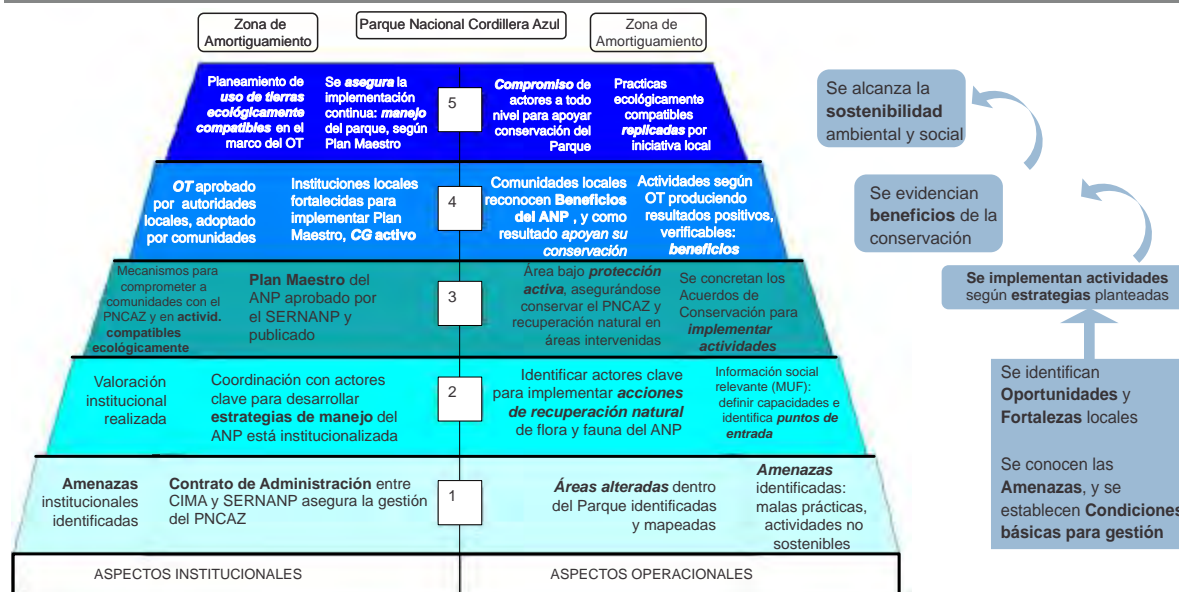 Zona de
Amortiguamiento
Parque Nacional Cordillera Azul
Zona de
Amortiguamiento
Planeamiento de
uso de tierras
ecológicamente
compatibles en el
marco del OT
Se asegura la
implementación
continua: manejo
del parque, según
Plan Maestro
5
Compromiso de
actores a todo
nivel para apoyar
conservación del
Parque
Practicas
ecológicamente
compatibles
replicadas por
iniciativa local
OT aprobado
por autoridades
locales, adoptado
por comunidades
Instituciones locales
fortalecidas para
implementar Plan
Maestro, CG activo
4
Comunidades locales
reconocen Beneficios
del ANP , y como
resultado apoyan su
conservación
Actividades según
OT produciendo
resultados positivos,
verificables:
beneficios
Mecanismos para
comprometer a
comunidades con el
PNCAZ y en activid.
compatibles
ecológicamente
Plan Maestro del
ANP aprobado por
el SERNANP y
publicado
3
Área bajo protección
activa, asegurándose
conservar el PNCAZ y
recuperación natural en
áreas intervenidas
Se concretan los
Acuerdos de
Conservación para
implementar
actividades
Valoración
institucional
realizada
Coordinación con actores
clave para desarrollar
estrategias de manejo del
ANP está institucionalizada
2
Identificar actores clave
para implementar acciones
de recuperación natural
de flora y fauna del ANP
Información social
relevante (MUF):
definir capacidades e
identifica puntos de
entrada
Amenazas
institucionales
identificadas
Contrato de Administración entre
CIMA y SERNANP asegura la gestión
del PNCAZ
1
Áreas alteradas dentro
del Parque identificadas
y mapeadas
Amenazas
identificadas:
malas prácticas,
actividades no
sostenibles
ASPECTOS INSTITUCIONALES
ASPECTOS OPERACIONALES
Se alcanza la
sostenibilidad
ambiental y social
Se evidencian
beneficios de la
conservación
Se implementan actividades
según estrategias planteadas
Se identifican
Oportunidades y
Fortalezas locales
Se conocen las
Amenazas, y se
establecen Condiciones
básicas para gestión